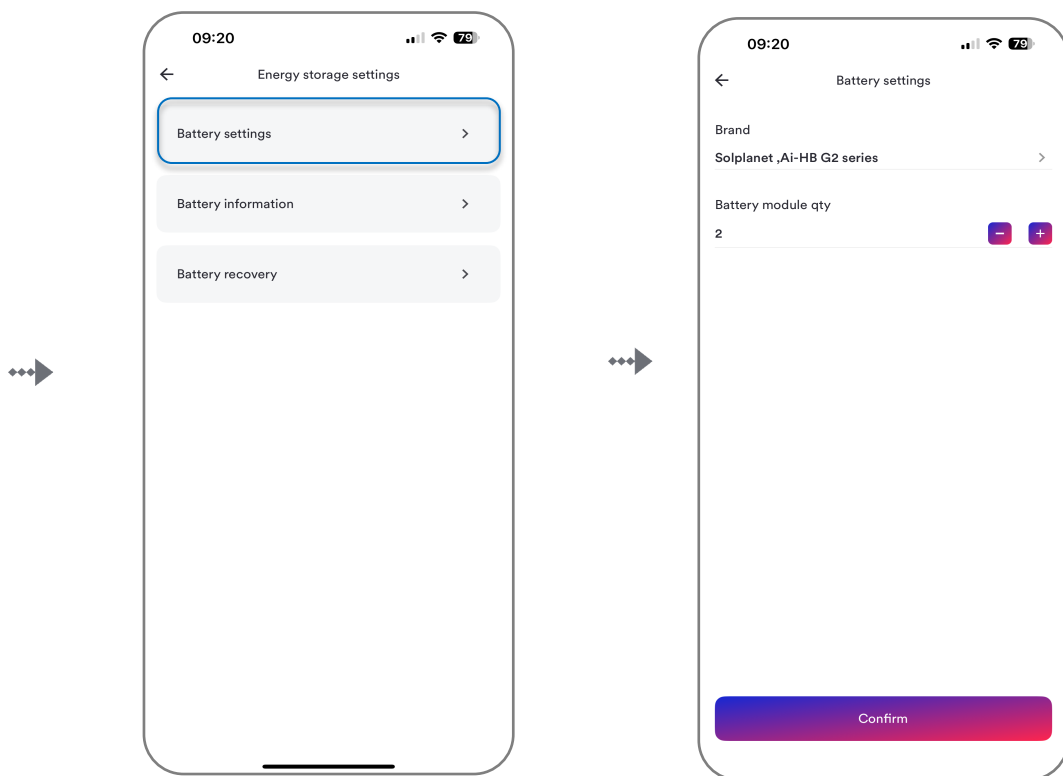 09:20
79
Energy storage settings
Battery settings
Battery information
Battery recovery
09:20
79
Battery settings
Brand
Solplanet ,Ai-HB G2 series
Battery module qty
2
Confirm